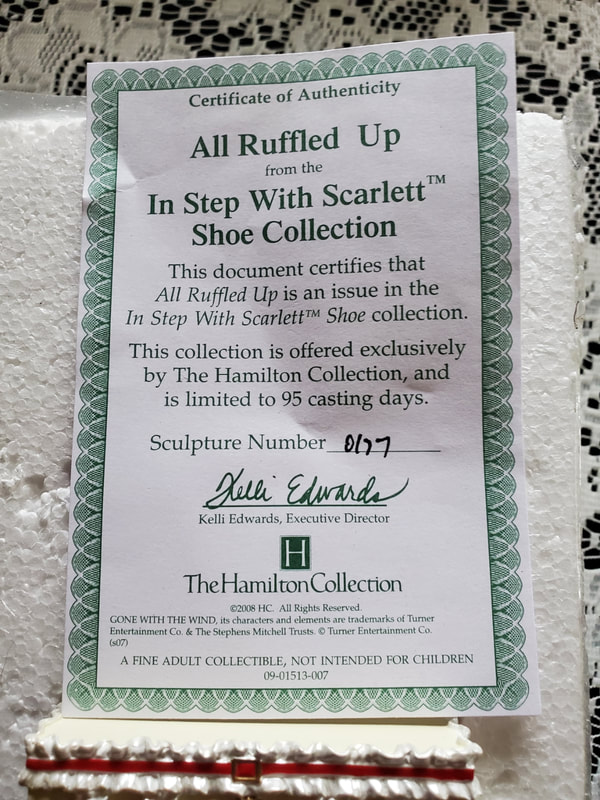 Certificate of Authenticity
All Ruffled Up
from the
In Step With Scarlett™
Shoe Collection
This document certifies that
All Ruffled Up is an issue in the
In Step With Scarlett™ Shoe collection.
This collection is offered exclusively
by The Hamilton Collection, and
is limited to 95 casting days.
Sculpture Number 0177
Kelli Edwards
Kelli Edwards, Executive Director
H
The Hamilton Collection
©2008 HC. All Rights Reserved.
GONE WITH THE WIND, its characters and elements are trademarks of Turner
Entertainment Co. & The Stephens Mitchell Trusts. © Turner Entertainment Co.
(s07)
A FINE ADULT COLLECTIBLE, NOT INTENDED FOR CHILDREN
09-01513-007